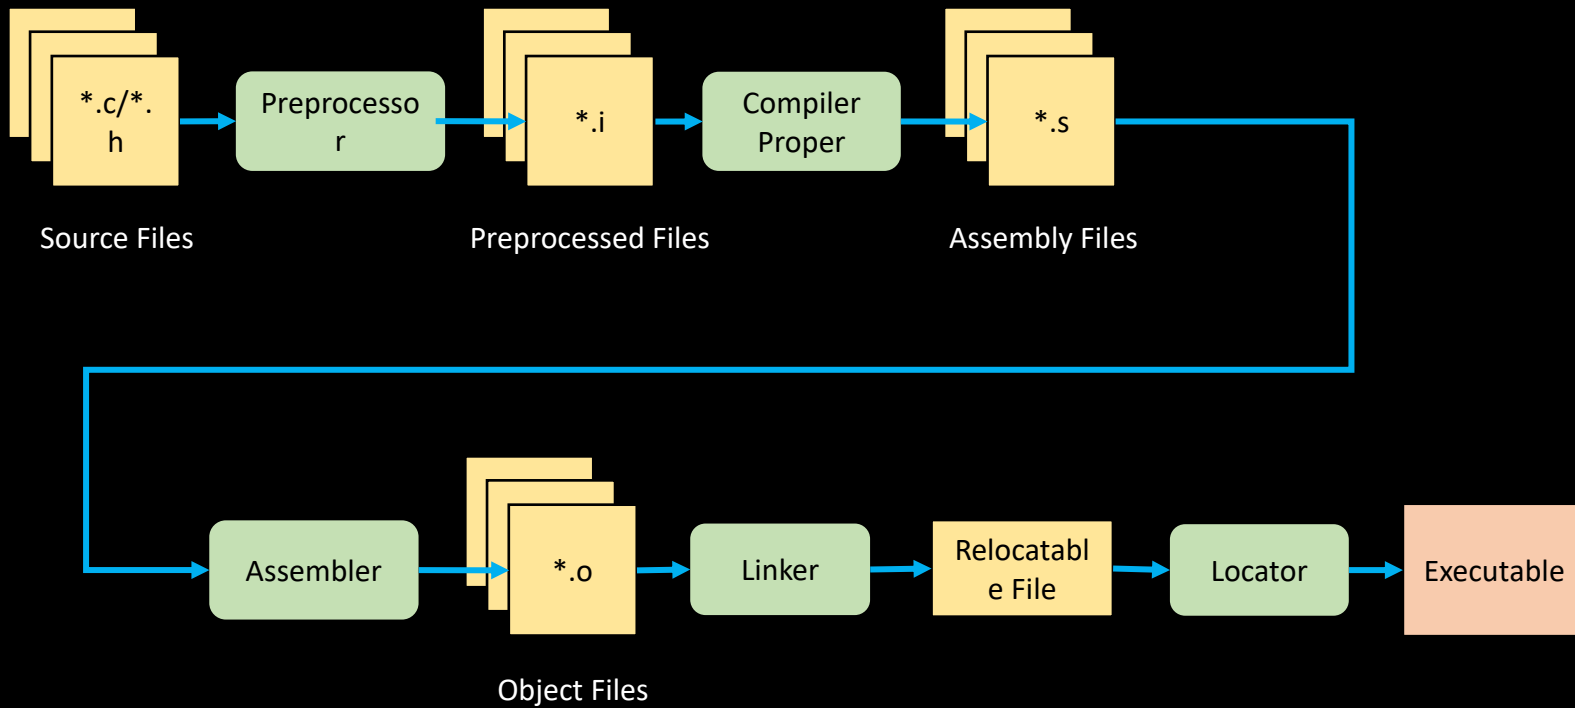 *.c/*.
h
Preprocesso
r
*.i
Compiler
Proper
*.s
Source Files
Preprocessed Files
Assembly Files
Assembler
*.o
Linker
Relocatabl
e File
Locator
Executable
Object Files